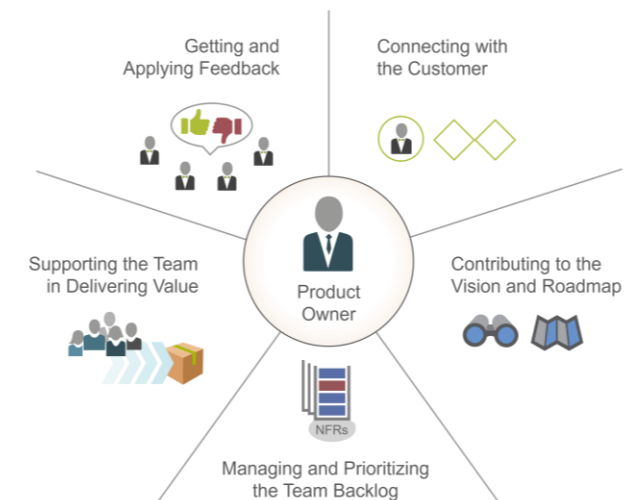 Getting and
Applying Feedback
Connecting with
the Customer
Supporting the Team
in Delivering Value
Product
Owner
Contributing to the
Vision and Roadmap
NFRs
Managing and Prioritizing
the Team Backlog